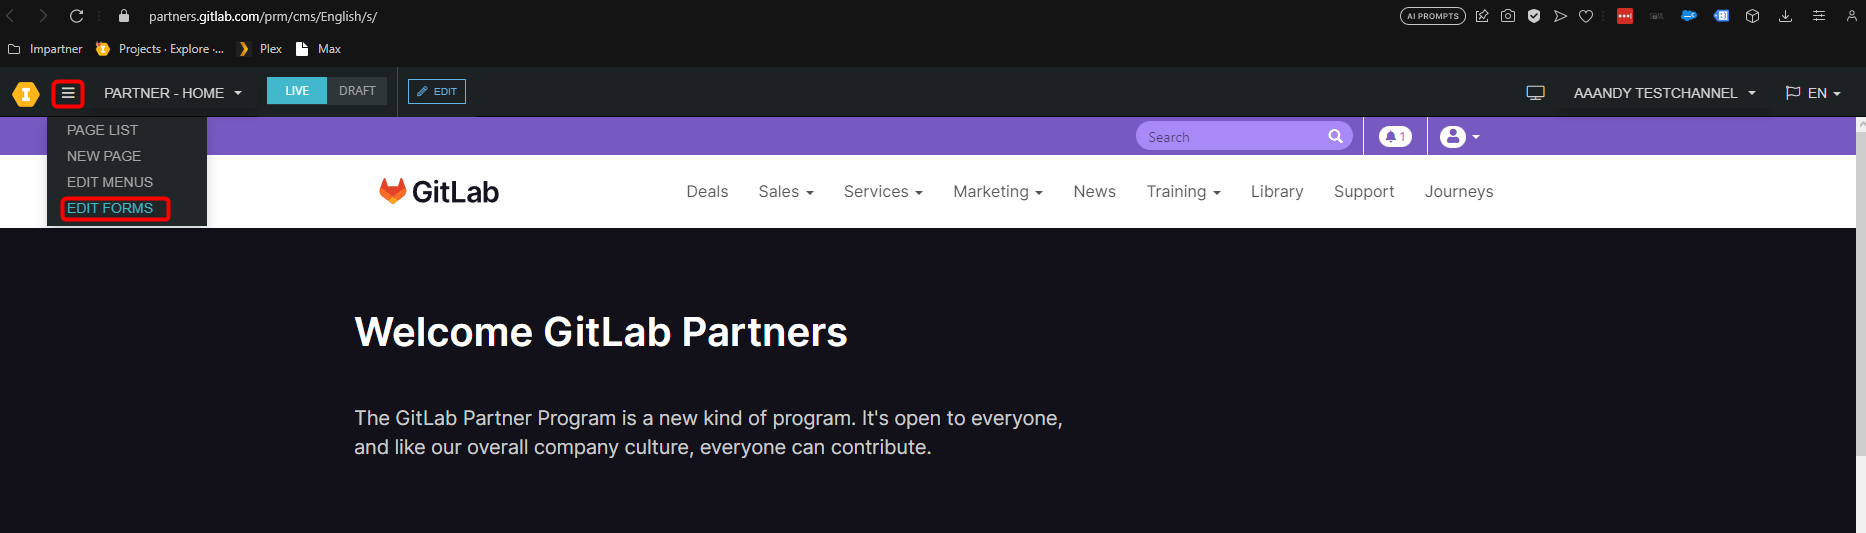 partners.gitlab.com/prm/cms/English/s/
AI PROMPTS
Impartner Projects · Explore ·... Plex Max
PARTNER - HOME LIVE DRAFT EDIT AAANDY TESTCHANNEL EN
PAGE LIST
NEW PAGE
EDIT MENUS
EDIT FORMS
Search 1
GitLab Deals Sales Services Marketing News Training Library Support Journeys
Welcome GitLab Partners
The GitLab Partner Program is a new kind of program. It's open to everyone,
and like our overall company culture, everyone can contribute.